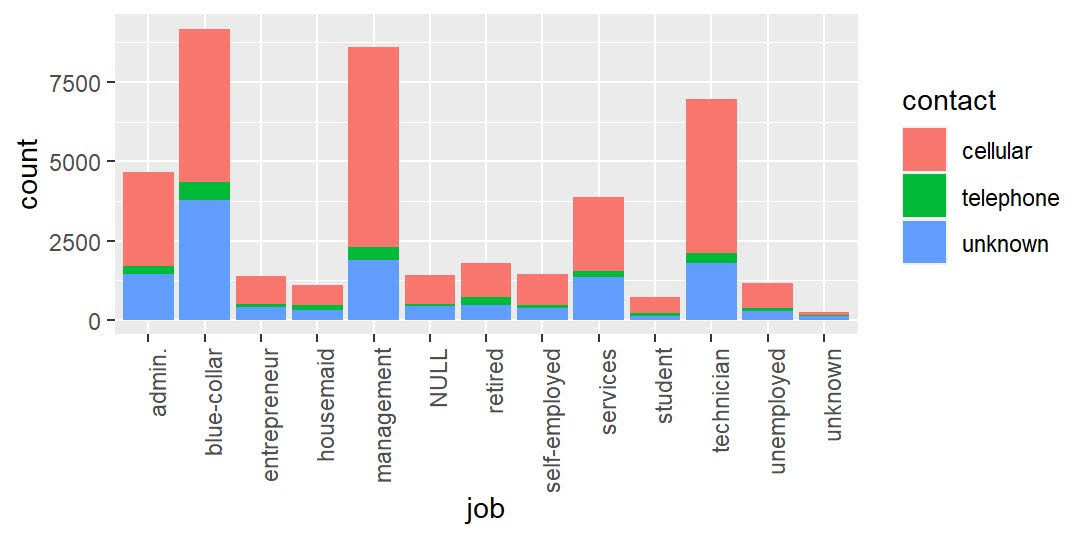 count
7500
5000
2500
0
admin.
blue-collar
entrepreneur
housemaid
management
NULL
retired
self-employed
services
student
technician
unemployed
unknown
job
contact
cellular
telephone
unknown